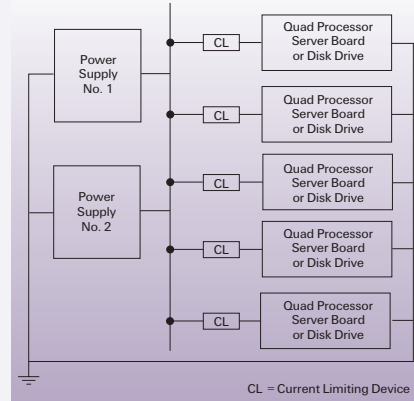 Power
Supply
No. 1
Power
Supply
No. 2
CL
Quad Processor
Server Board
or Disk Drive
CL
Quad Processor
Server Board
or Disk Drive
CL
Quad Processor
Server Board
or Disk Drive
CL
Quad Processor
Server Board
or Disk Drive
CL
Quad Processor
Server Board
or Disk Drive
CL = Current Limiting Device